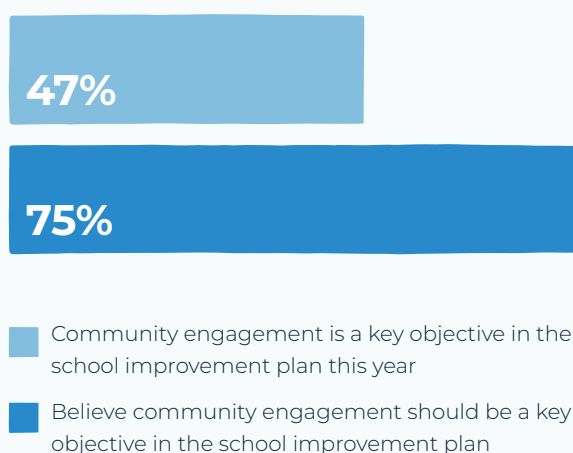 47%
75%
Community engagement is a key objective in the
school improvement plan this year
Believe community engagement should be a key
objective in the school improvement plan